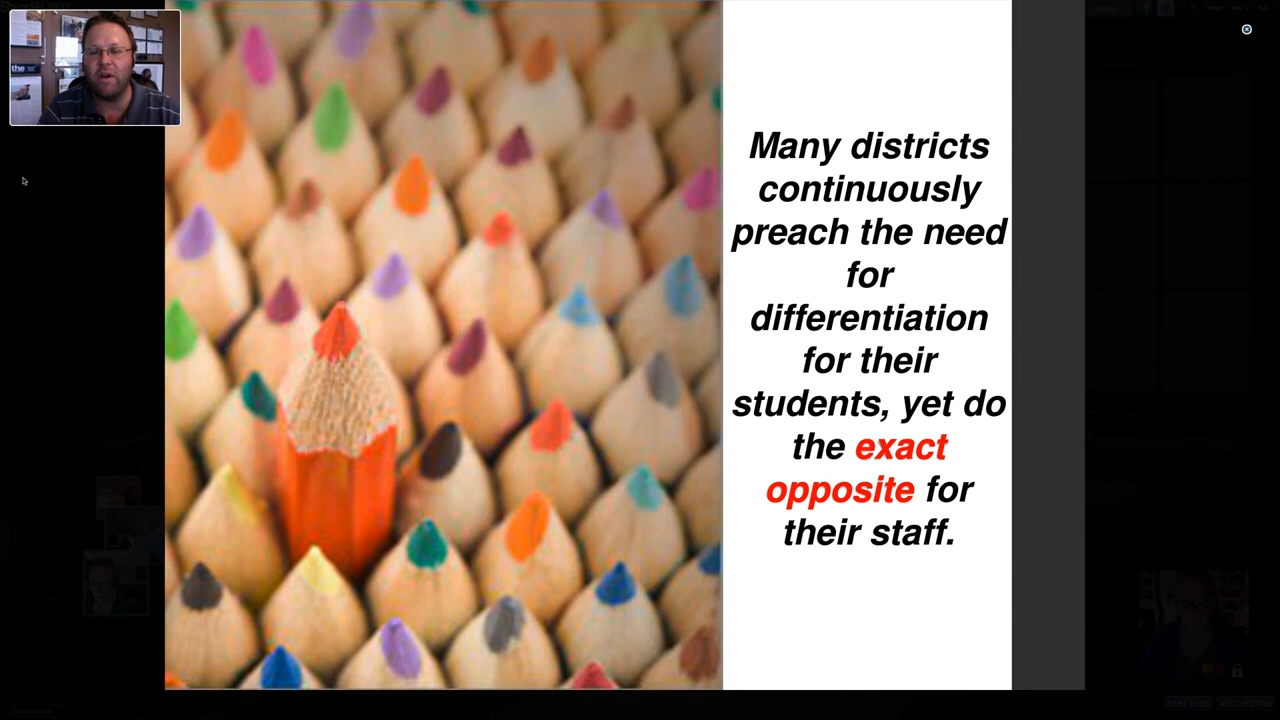 the
Many districts
continuously
preach the need
for
differentiation
for their
students, yet do
the exact
opposite for
their staff.